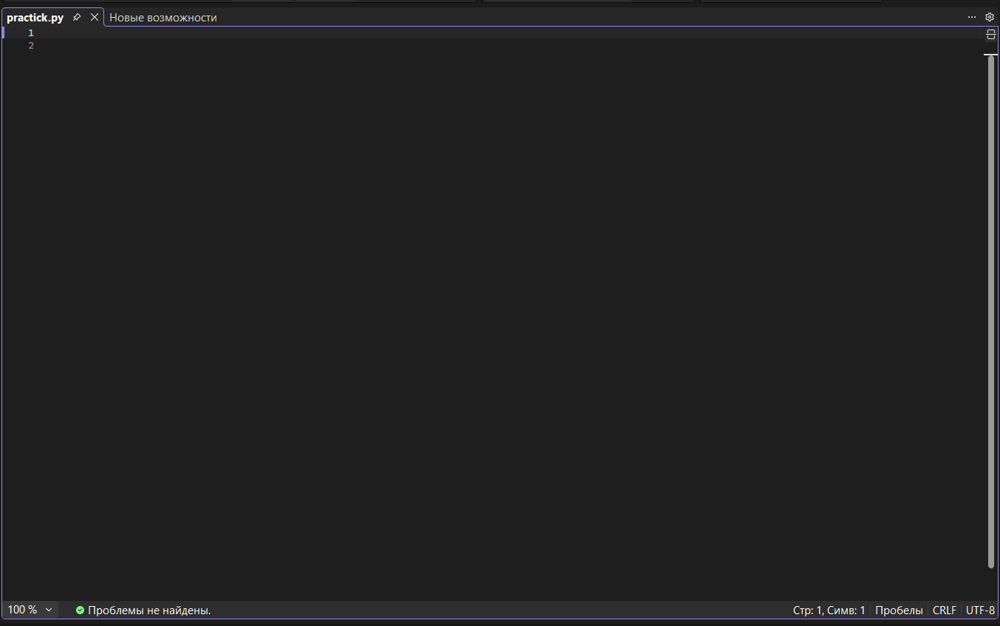 practick.py Новые возможности
1
2
100 % Проблемы не найдены. Стр: 1, Симв: 1 Пробелы CRLF UTF-8